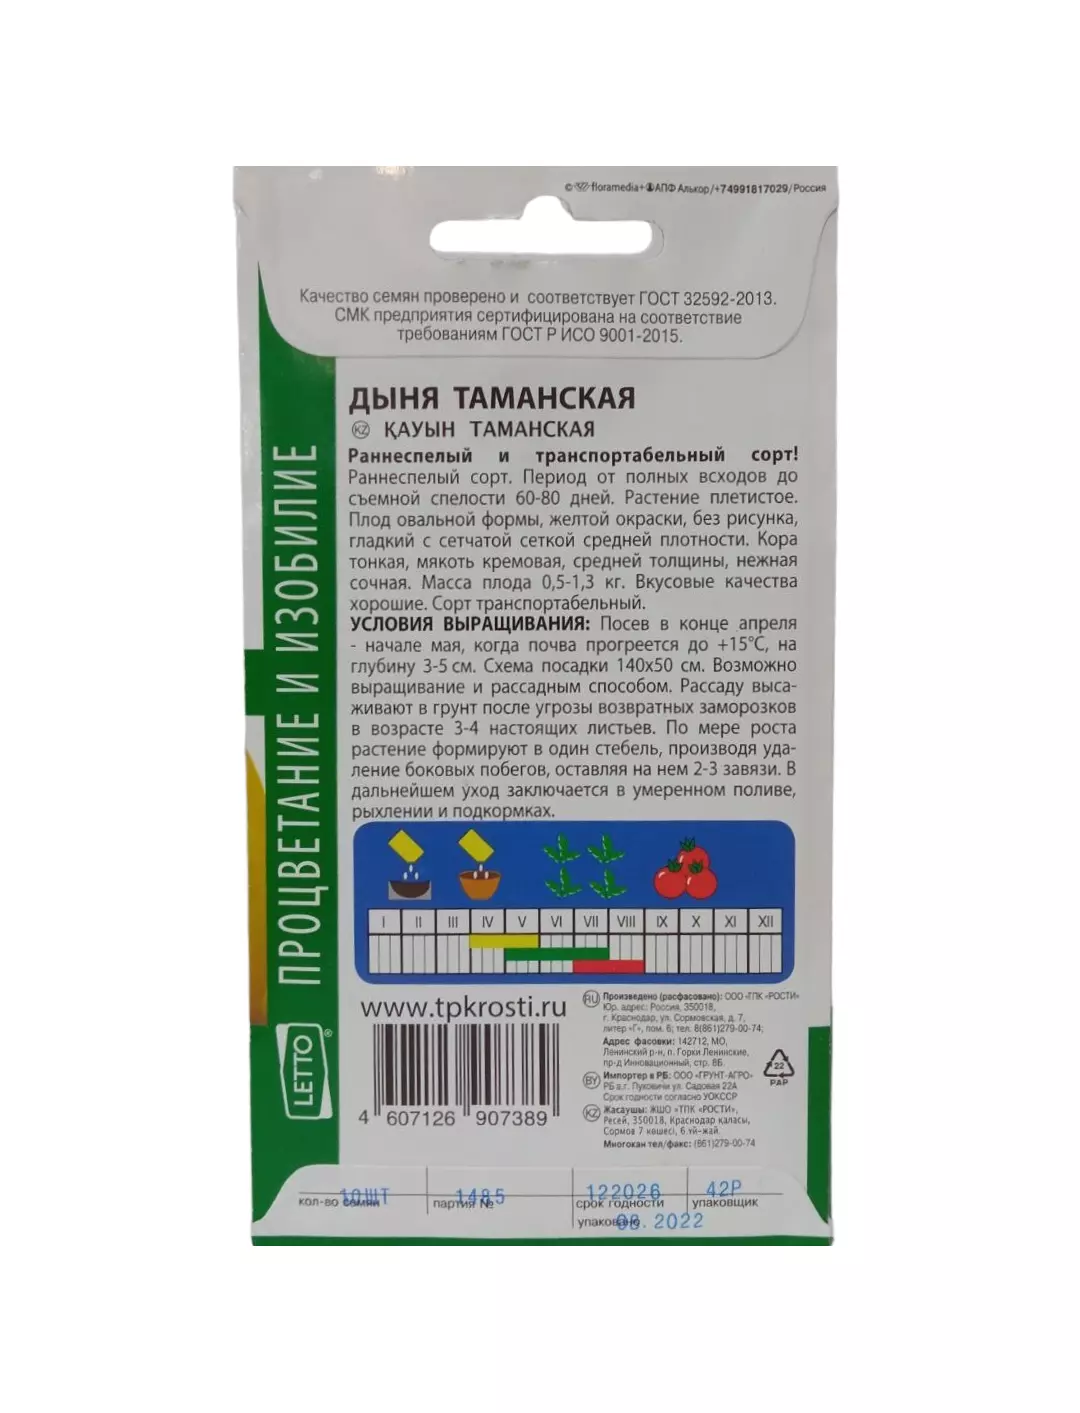 © floramedia+ АПФ Алькор/+74991817029/Россия
Качество семян проверено и соответствует ГОСТ 32592-2013.
СМК предприятия сертифицирована на соответствие
требованиям ГОСТ Р ИСО 9001-2015.
ПРОЦВЕТАНИЕ И ИЗОБИЛИЕ
LETTO®
ДЫНЯ ТАМАНСКАЯ
KZ ҚАУЫН ТАМАНСКАЯ
Раннеспелый и транспортабельный сорт!
Раннеспелый сорт. Период от полных всходов до
съемной спелости 60-80 дней. Растение плетистое.
Плод овальной формы, желтой окраски, без рисунка,
гладкий с сетчатой сеткой средней плотности. Кора
тонкая, мякоть кремовая, средней толщины, нежная
сочная. Масса плода 0,5-1,3 кг. Вкусовые качества
хорошие. Сорт транспортабельный.
УСЛОВИЯ ВЫРАЩИВАНИЯ: Посев в конце апреля
- начале мая, когда почва прогреется до +15°С, на
глубину 3-5 см. Схема посадки 140х50 см. Возможно
выращивание и рассадным способом. Рассаду выса-
живают в грунт после угрозы возвратных заморозков
в возрасте 3-4 настоящих листьев. По мере роста
растение формируют в один стебель, производя уда-
ление боковых побегов, оставляя на нем 2-3 завязи. В
дальнейшем уход заключается в умеренном поливе,
рыхлении и подкормках.
I II III IV V VI VII VIII IX X XI XII
www.tpkrosti.ru
4 607126 907389
RU Произведено (расфасовано): ООО «ТПК «РОСТИ»
Юр. адрес: Россия, 350018,
г. Краснодар, ул. Сормовская, д. 7,
литер «Г», пом. 6; тел. 8(861)279-00-74;
Адрес фасовки: 142712, МО,
Ленинский р-н, п. Горки Ленинские,
пр-д Инновационный, стр. 8Б.
BY Импортер в РБ: ООО «ГРУНТ-АГРО»
РБ а.г. Пуховичи ул. Садовая 22А
Срок годности согласно УОКССР
KZ Жасаушы: ЖШО «ТПК «РОСТИ»,
Ресей, 350018, Краснодар қаласы,
Сормов 7 көшесі, 6 үй-жай.
Многокан тел/факс: (861)279-00-74
22
PAP
10ШТ 1485 122026 42Р
кол-во семян партия № срок годности упаковщик
упаковано 08.2022